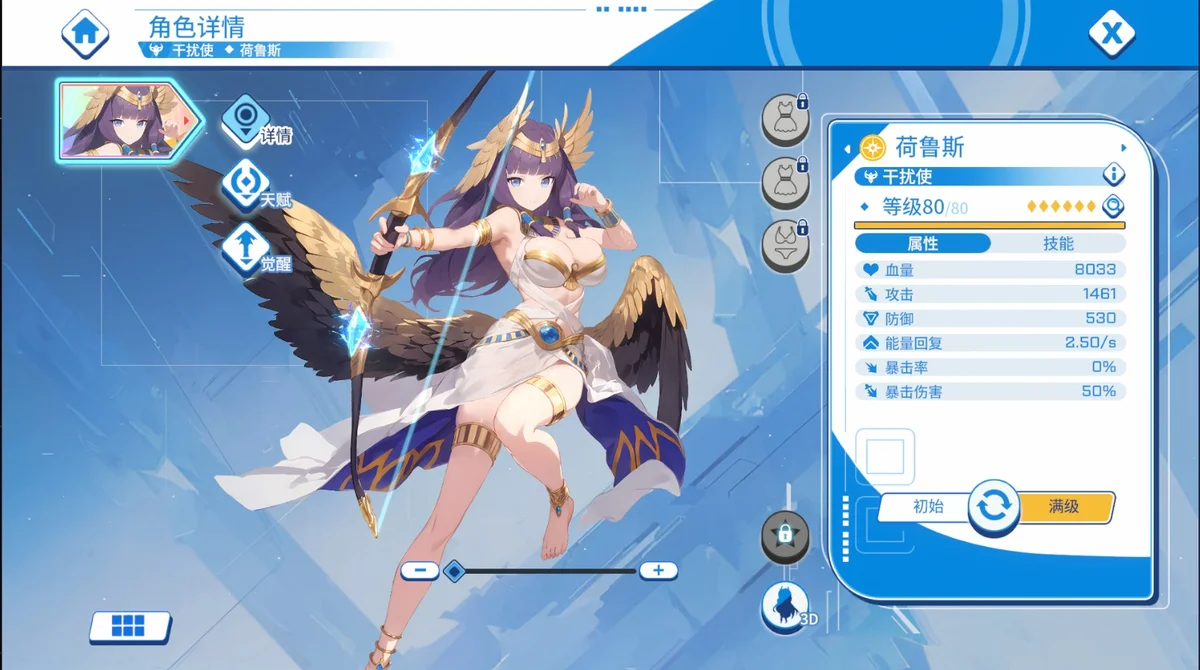 角色详情
干扰使 ◆ 荷鲁斯
详情
天赋
觉醒
荷鲁斯
干扰使
等级80/80
属性 技能
血量 8033
攻击 1461
防御 530
能量回复 2.50/s
暴击率 0%
暴击伤害 50%
初始 满级
3D